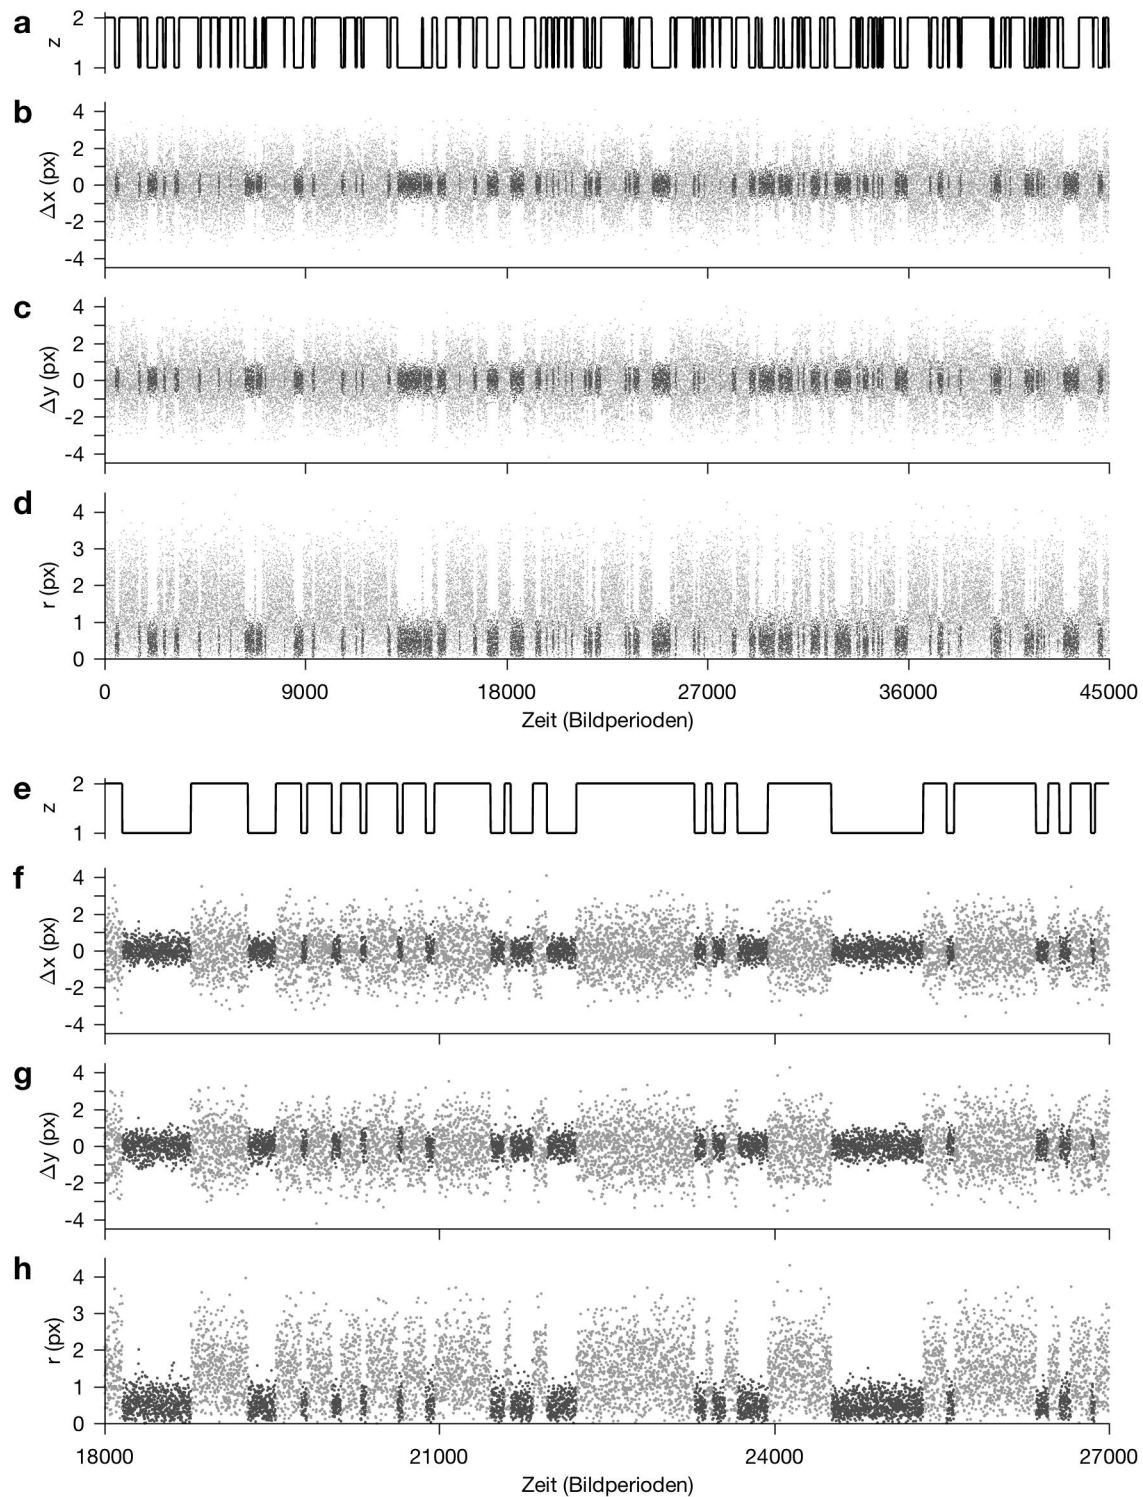 a
z
2
1
b
Δx (px)
4
2
0
-2
-4
c
Δy (px)
4
2
0
-2
-4
d
r (px)
4
3
2
1
0
0 9000 18000 27000 36000 45000
Zeit (Bildperioden)
e
z
2
1
f
Δx (px)
4
2
0
-2
-4
g
Δy (px)
4
2
0
-2
-4
h
r (px)
4
3
2
1
0
18000 21000 24000 27000
Zeit (Bildperioden)